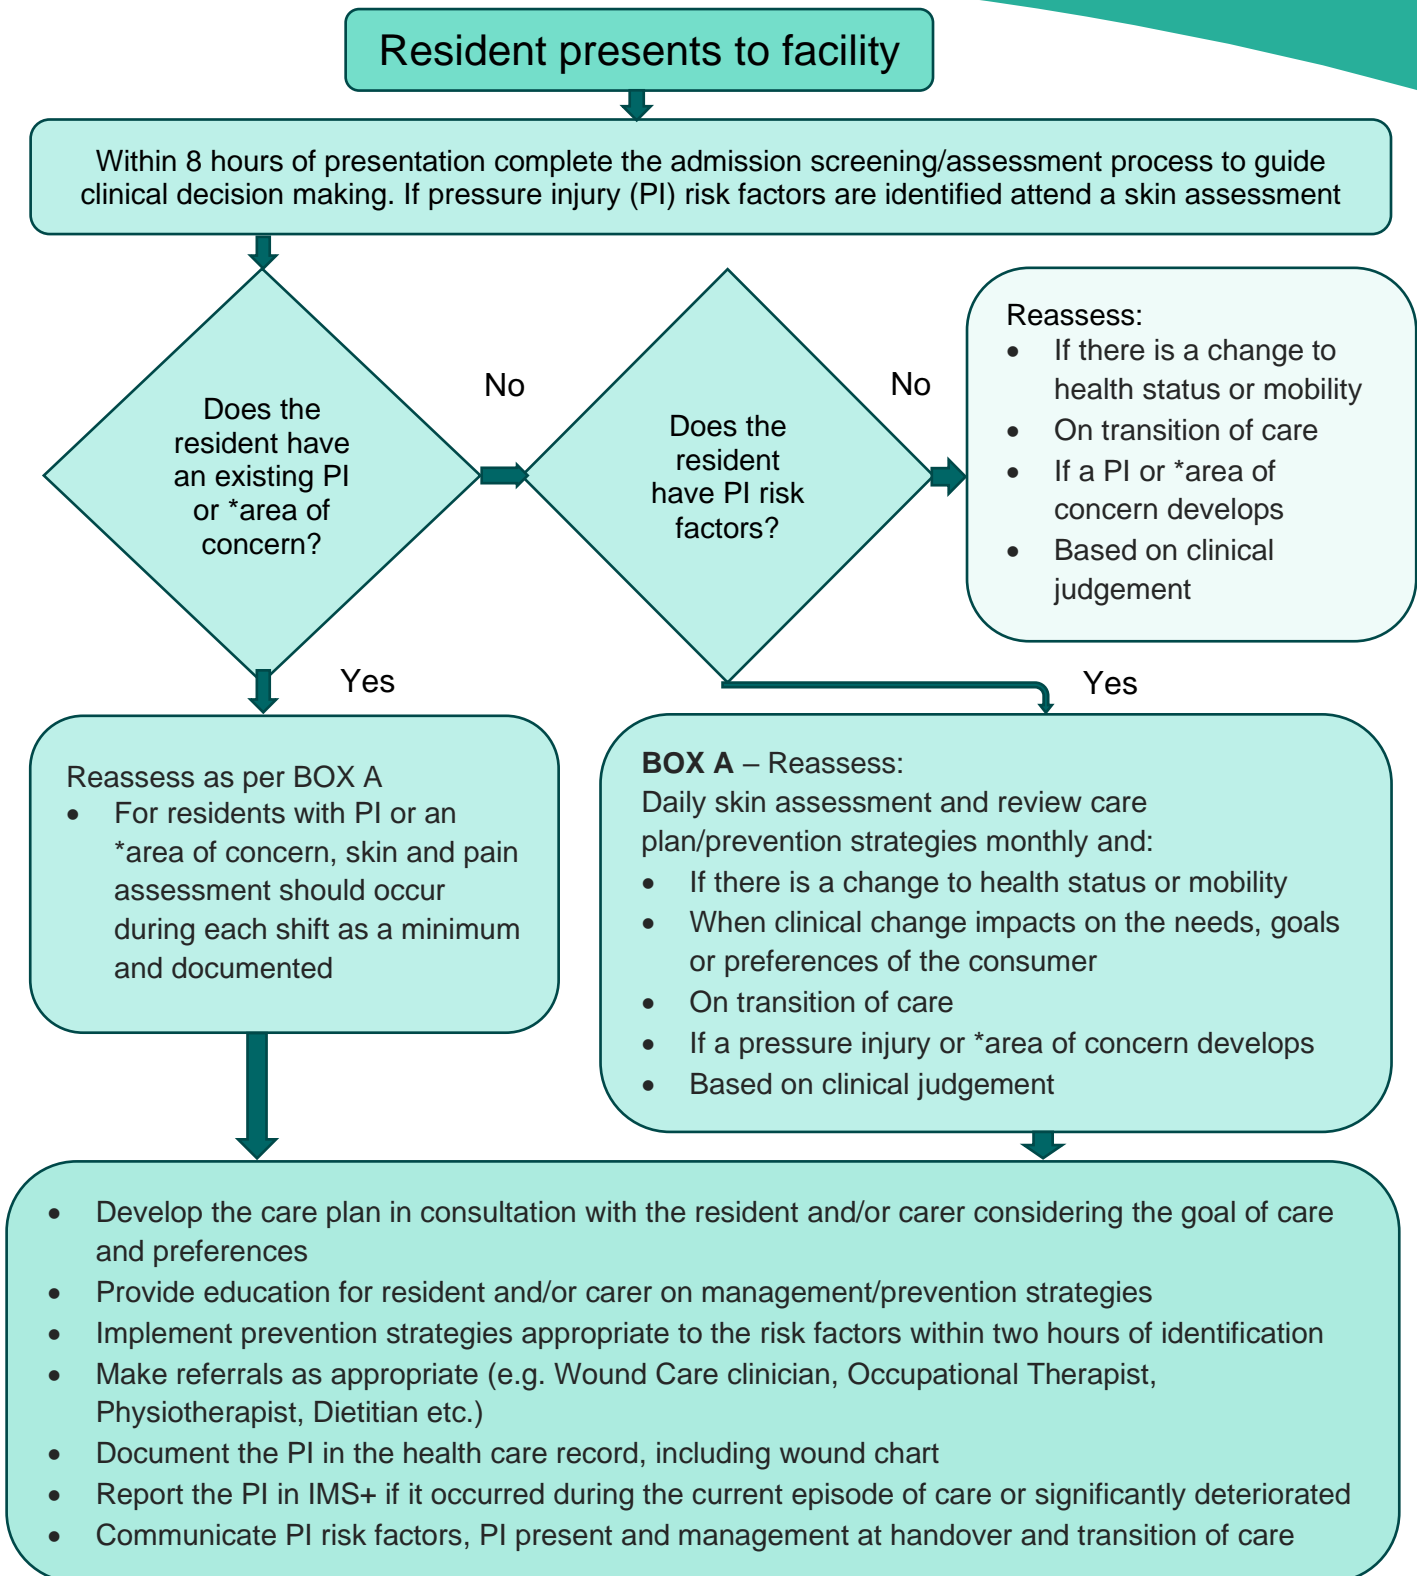 Resident presents to facility
Within 8 hours of presentation complete the admission screening/assessment process to guide
clinical decision making. If pressure injury (PI) risk factors are identified attend a skin assessment
Does the
resident have
an existing PI
or *area of
concern?
No
Does the
resident
have PI risk
factors?
No
Reassess:
• If there is a change to
health status or mobility
• On transition of care
• If a PI or *area of
concern develops
• Based on clinical
judgement
Yes
Yes
Reassess as per BOX A
• For residents with PI or an
*area of concern, skin and pain
assessment should occur
during each shift as a minimum
and documented
BOX A – Reassess:
Daily skin assessment and review care
plan/prevention strategies monthly and:
• If there is a change to health status or mobility
• When clinical change impacts on the needs, goals
or preferences of the consumer
• On transition of care
• If a pressure injury or *area of concern develops
• Based on clinical judgement
• Develop the care plan in consultation with the resident and/or carer considering the goal of care
and preferences
• Provide education for resident and/or carer on management/prevention strategies
• Implement prevention strategies appropriate to the risk factors within two hours of identification
• Make referrals as appropriate (e.g. Wound Care clinician, Occupational Therapist,
Physiotherapist, Dietitian etc.)
• Document the PI in the health care record, including wound chart
• Report the PI in IMS+ if it occurred during the current episode of care or significantly deteriorated
• Communicate PI risk factors, PI present and management at handover and transition of care